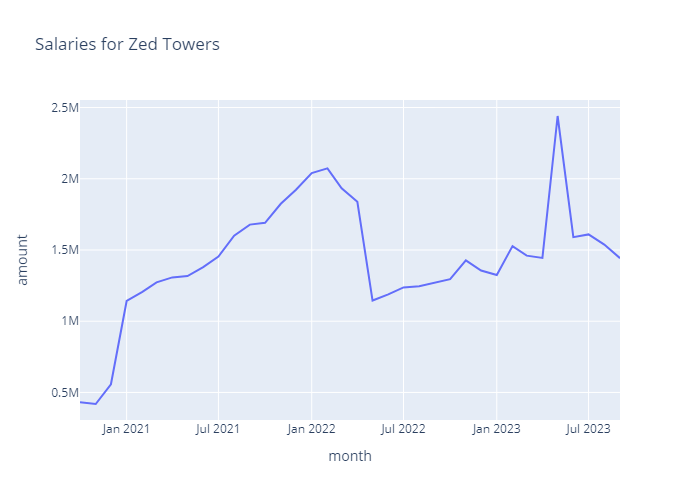 Salaries for Zed Towers
2.5M
2M
1.5M
1M
0.5M
amount
Jan 2021 Jul 2021 Jan 2022 Jul 2022 Jan 2023 Jul 2023
month